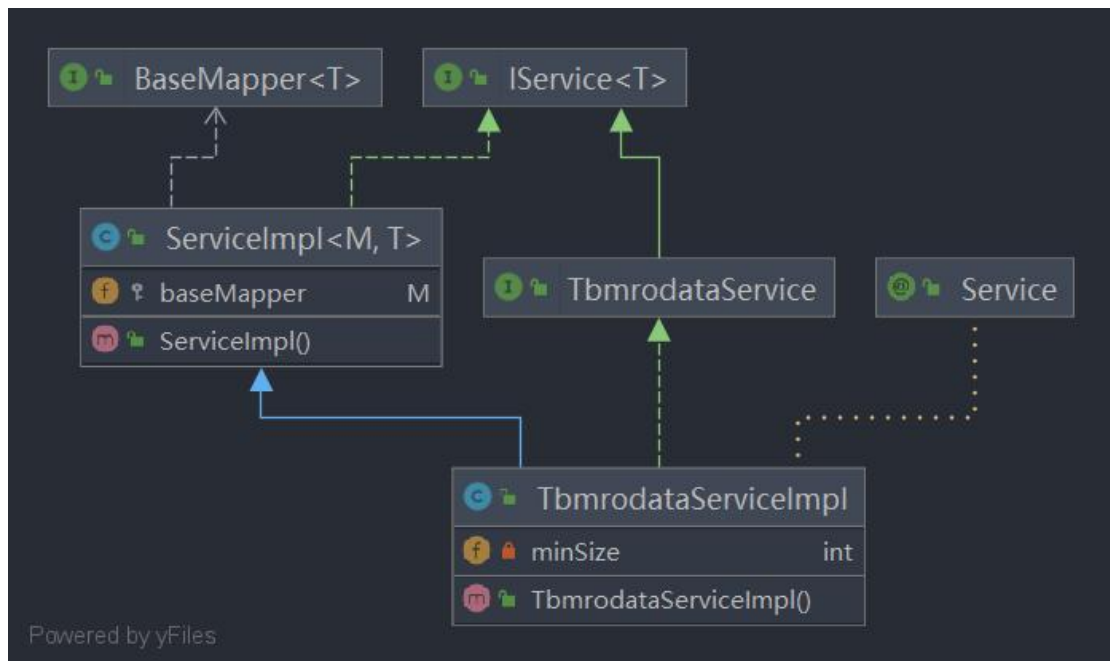 BaseMapper<T>
IService<T>
ServiceImpl<M, T>
baseMapper M
ServiceImpl()
TbmrodataService
Service
TbmrodataServiceImpl
minSize int
TbmrodataServiceImpl()
Powered by yFiles